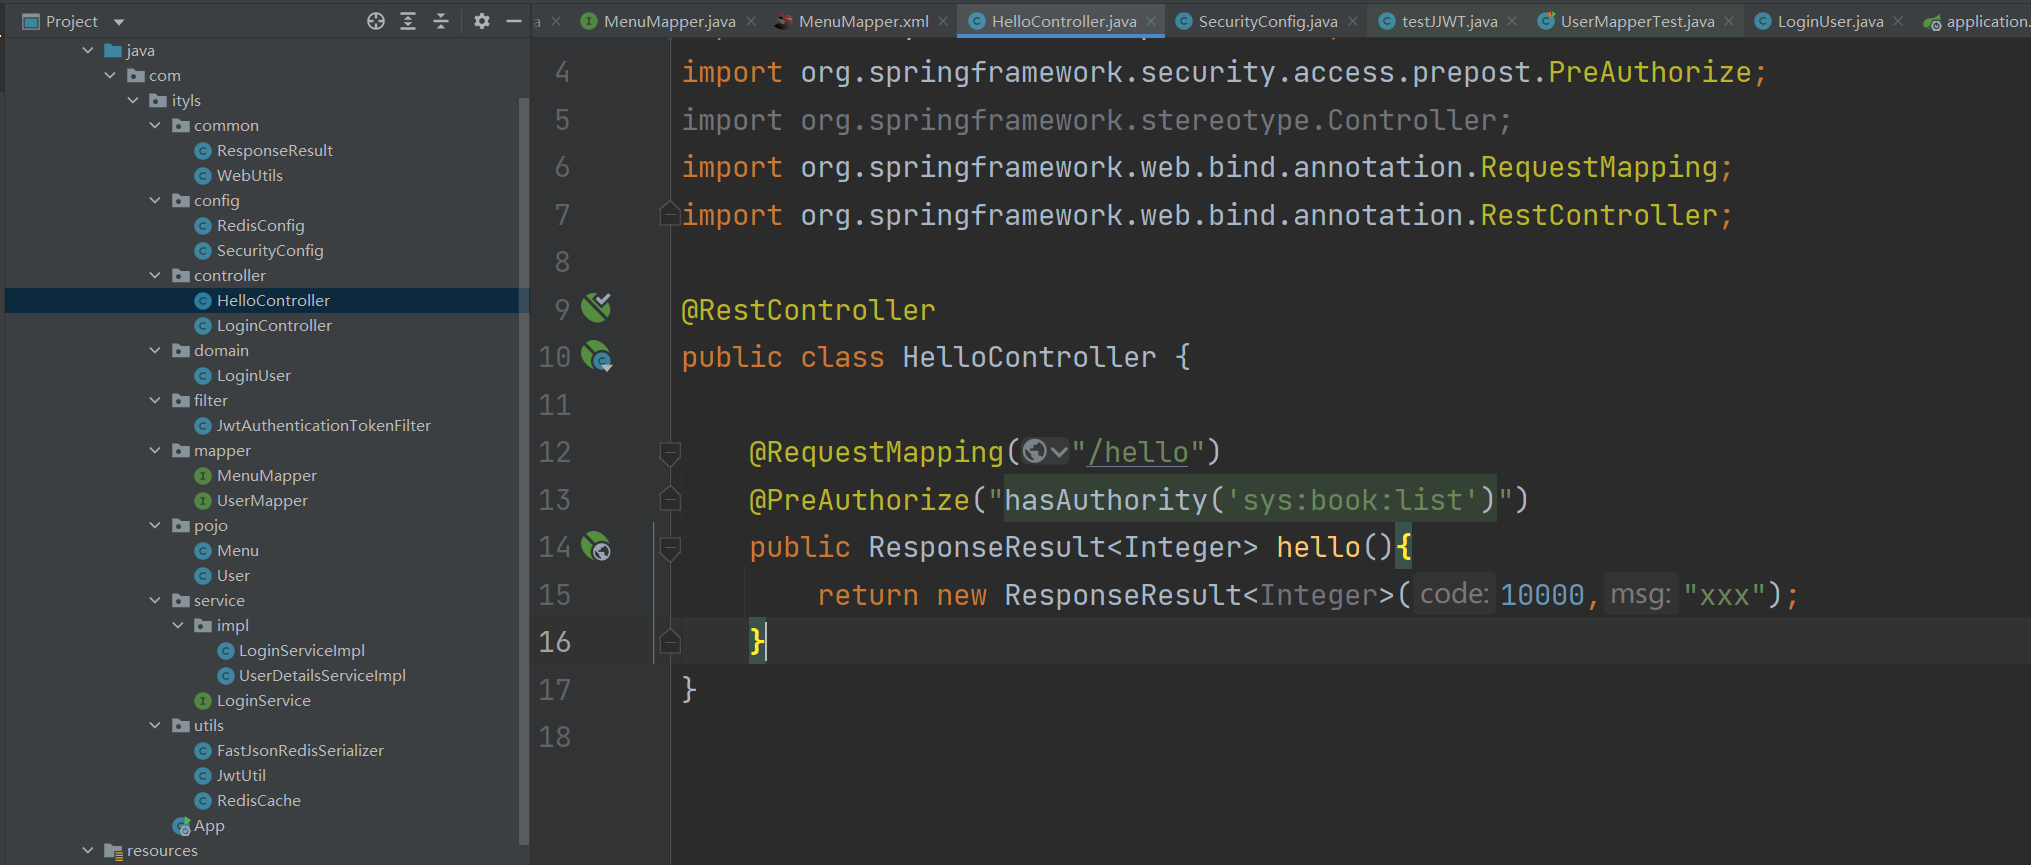 Project
a
MenuMapper.java
MenuMapper.xml
HelloController.java
SecurityConfig.java
testJJWT.java
UserMapperTest.java
LoginUser.java
application.
java
com
ityls
common
ResponseResult
WebUtils
config
RedisConfig
SecurityConfig
controller
HelloController
LoginController
domain
LoginUser
filter
JwtAuthenticationTokenFilter
mapper
MenuMapper
UserMapper
pojo
Menu
User
service
impl
LoginServiceImpl
UserDetailsServiceImpl
LoginService
utils
FastJsonRedisSerializer
JwtUtil
RedisCache
App
resources
4 import org.springframework.security.access.prepost.PreAuthorize;
5 import org.springframework.stereotype.Controller;
6 import org.springframework.web.bind.annotation.RequestMapping;
7 import org.springframework.web.bind.annotation.RestController;
8
9 @RestController
10 public class HelloController {
11
12 @RequestMapping("/hello")
13 @PreAuthorize("hasAuthority('sys:book:list')")
14 public ResponseResult<Integer> hello(){
15 return new ResponseResult<Integer>( code: 10000, msg: "xxx");
16 }
17 }
18